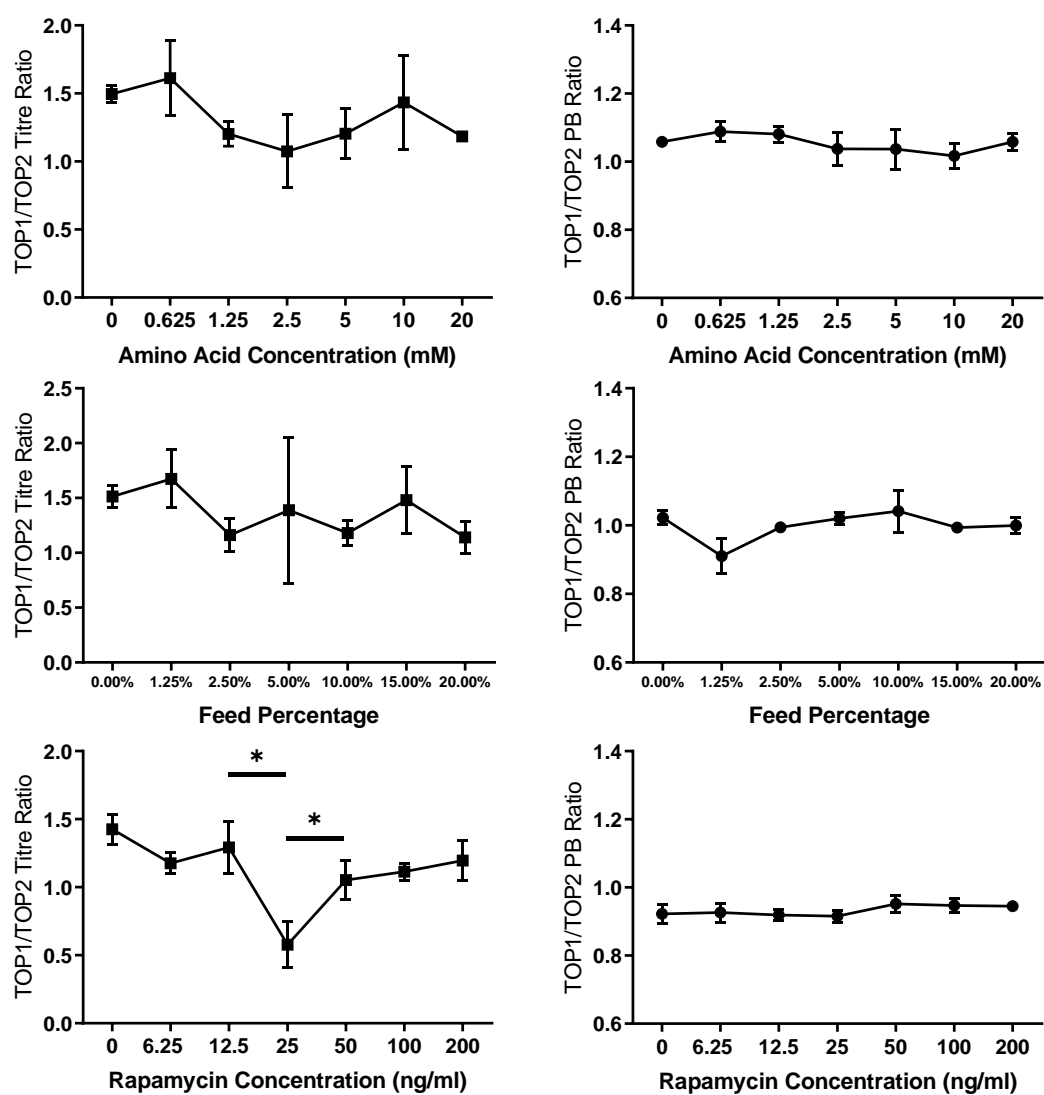 TOP1/TOP2 Titre Ratio
2.0
1.5
1.0
0.5
0.0
0 0.625 1.25 2.5 5 10 20
Amino Acid Concentration (mM)
TOP1/TOP2 PB Ratio
1.4
1.2
1.0
0.8
0.6
0 0.625 1.25 2.5 5 10 20
Amino Acid Concentration (mM)
TOP1/TOP2 Titre Ratio
2.5
2.0
1.5
1.0
0.5
0.0
0.00% 1.25% 2.50% 5.00% 10.00% 15.00% 20.00%
Feed Percentage
TOP1/TOP2 PB Ratio
1.4
1.2
1.0
0.8
0.6
0.00% 1.25% 2.50% 5.00% 10.00% 15.00% 20.00%
Feed Percentage
TOP1/TOP2 Titre Ratio
2.0
1.5
1.0
0.5
0.0
*
*
0 6.25 12.5 25 50 100 200
Rapamycin Concentration (ng/ml)
TOP1/TOP2 PB Ratio
1.4
1.2
1.0
0.8
0.6
0 6.25 12.5 25 50 100 200
Rapamycin Concentration (ng/ml)